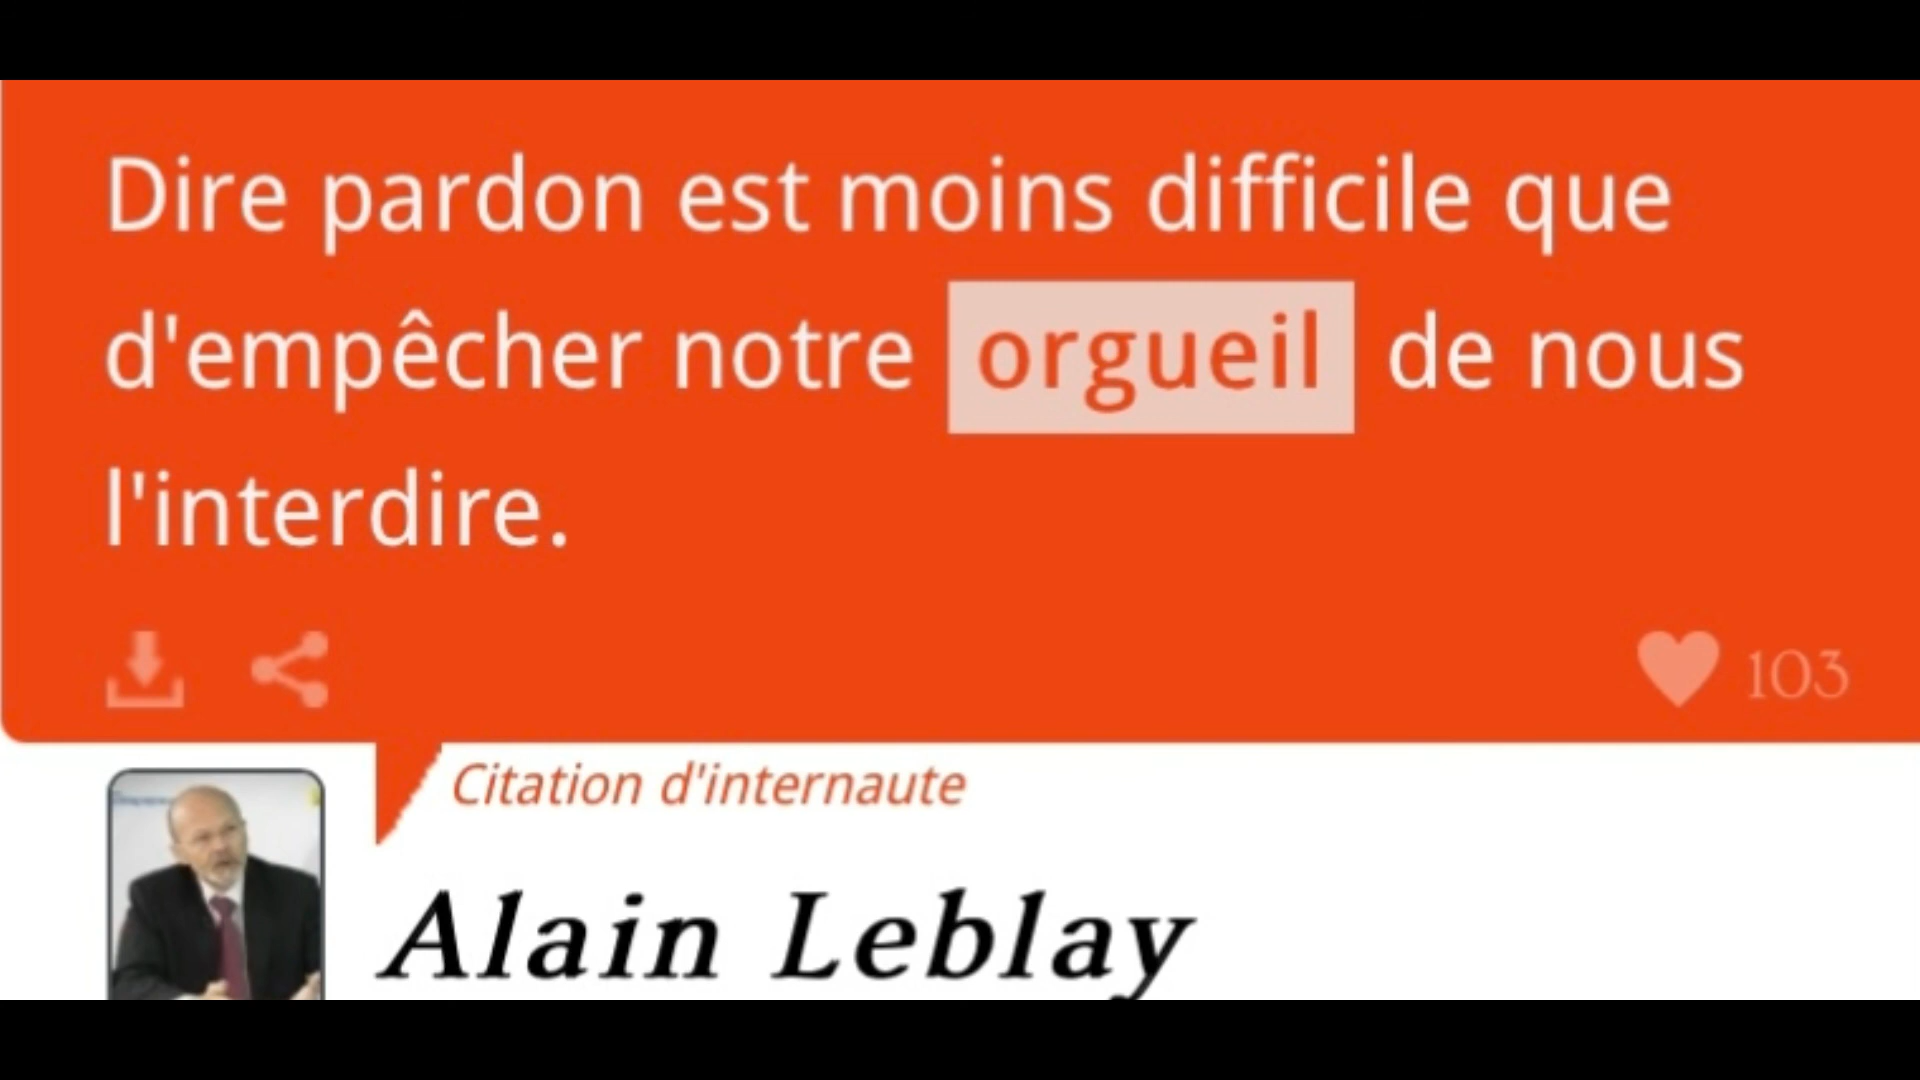 Dire pardon est moins difficile que
d'empêcher notre orgueil de nous
l'interdire.
103
Citation d'internaute
Alain Leblay